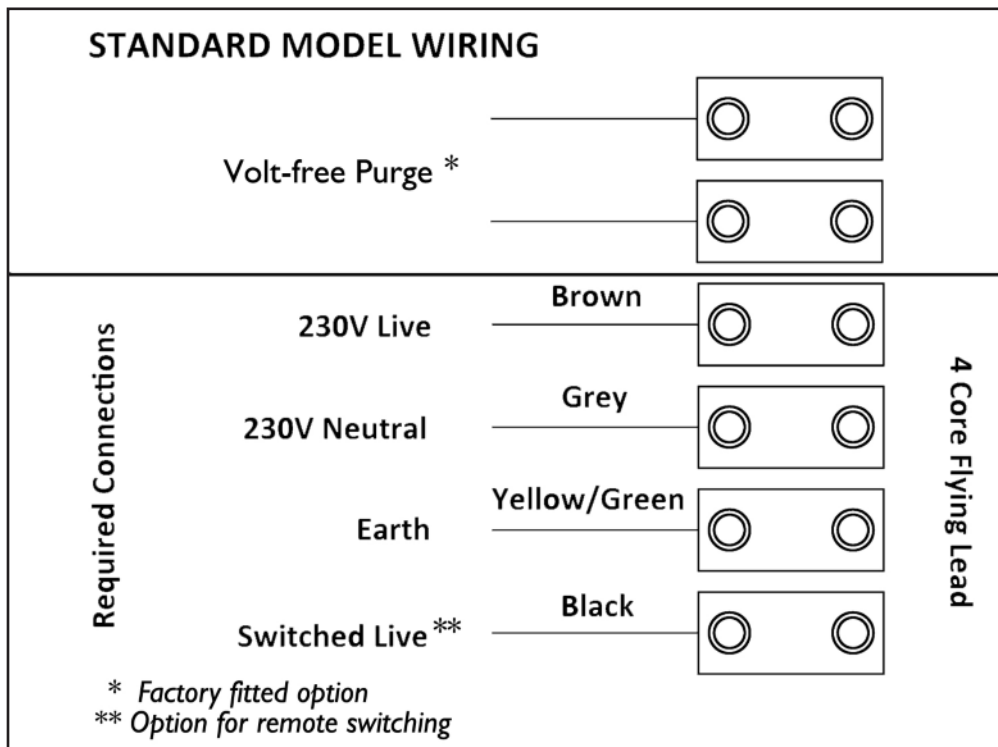 STANDARD MODEL WIRING
Volt-free Purge *
Required Connections
230V Live
Brown
230V Neutral
Grey
Earth
Yellow/Green
Switched Live **
Black
4 Core Flying Lead
* Factory fitted option
** Option for remote switching